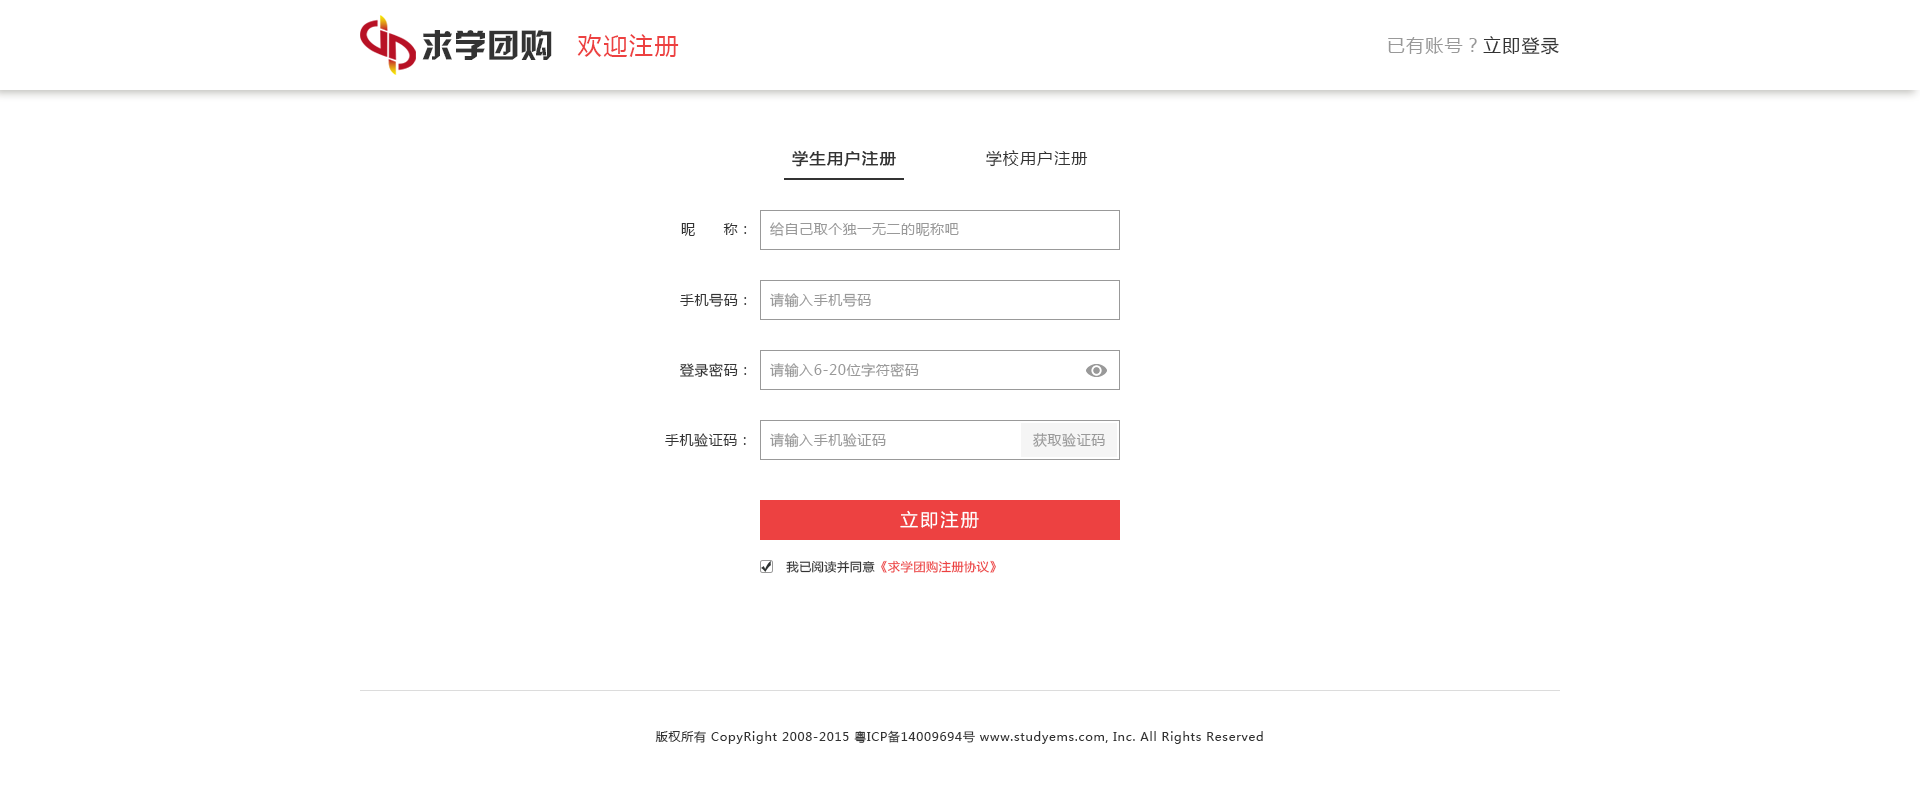 求学团购 欢迎注册 已有账号？立即登录
学生用户注册 学校用户注册
昵 称： 给自己取个独一无二的昵称吧
手机号码： 请输入手机号码
登录密码： 请输入6-20位字符密码
手机验证码： 请输入手机验证码 获取验证码
立即注册
我已阅读并同意《求学团购注册协议》
版权所有 CopyRight 2008-2015 粤ICP备14009694号 www.studyems.com, Inc. All Rights Reserved